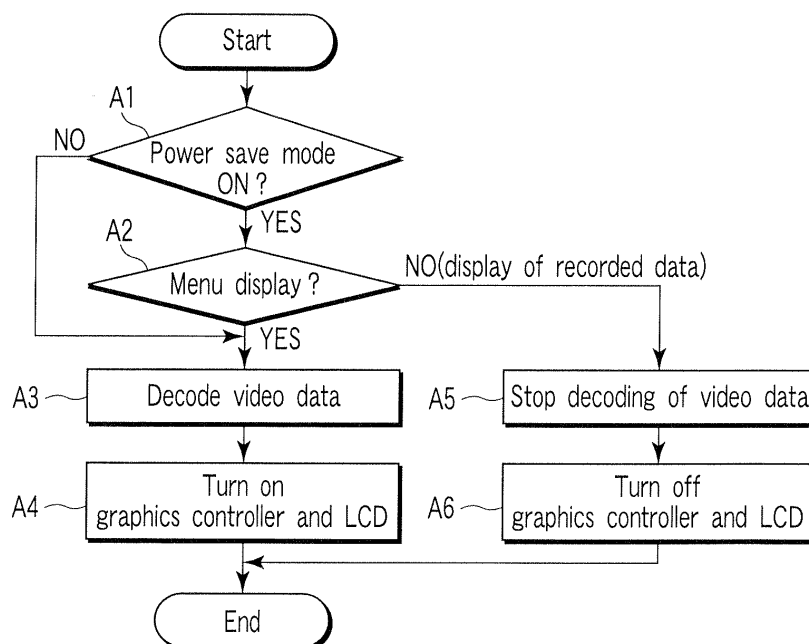 Start
A1
NO
Power save mode
ON ?
YES
A2
Menu display ?
NO(display of recorded data)
YES
A3
Decode video data
A5
Stop decoding of video data
A4
Turn on
graphics controller and LCD
A6
Turn off
graphics controller and LCD
End